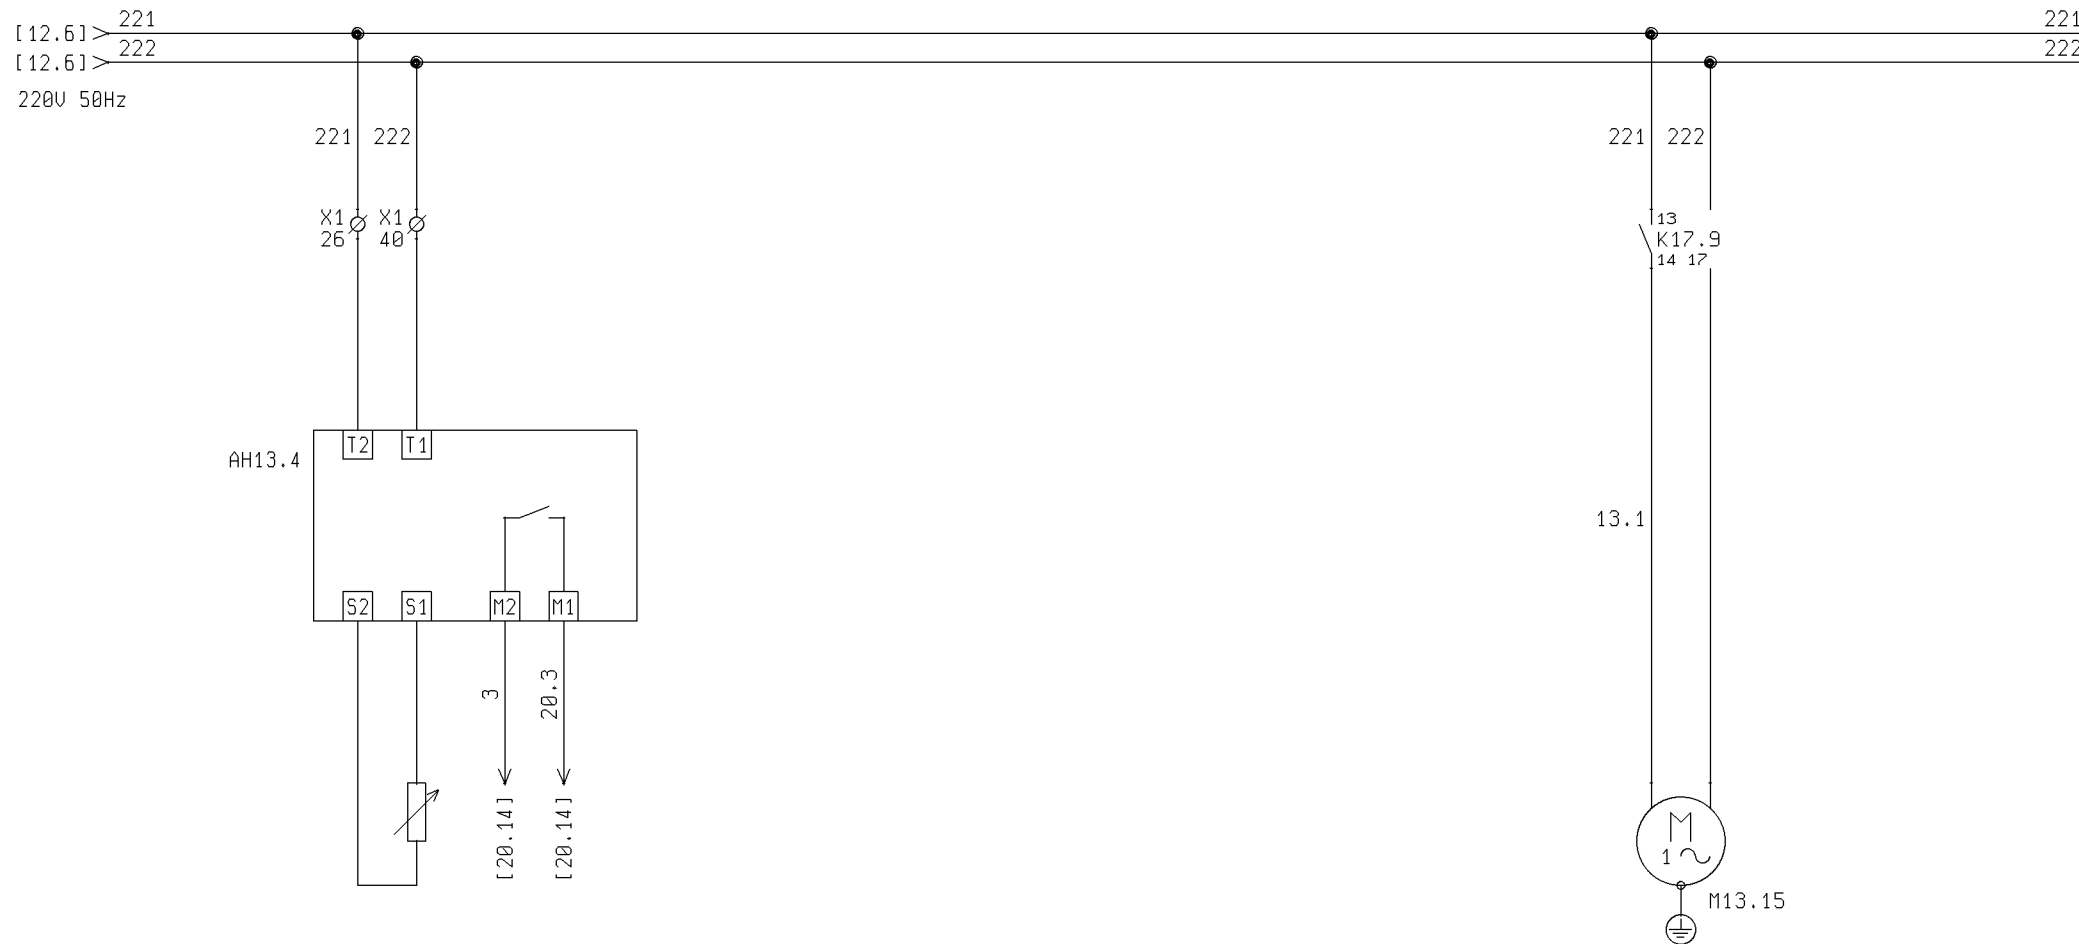 [12.6] 221 221
[12.6] 222 222
220V 50Hz
221 222 221 222
X1 X1 13
26 40 K17.9
14 17
T2 T1
AH13.4
13.1
S2 S1 M2 M1
3 20.3
[20.14] [20.14]
M
1
M13.15